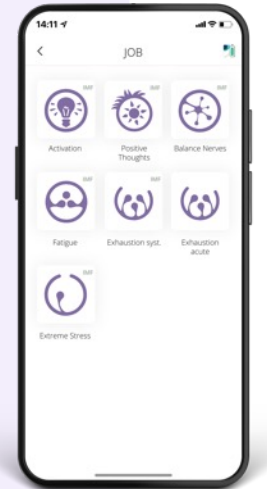 14:11
JOB
Activation
Positive
Thoughts
Balance Nerves
Fatigue
Exhaustion syst.
Exhaustion
acute
Extreme Stress